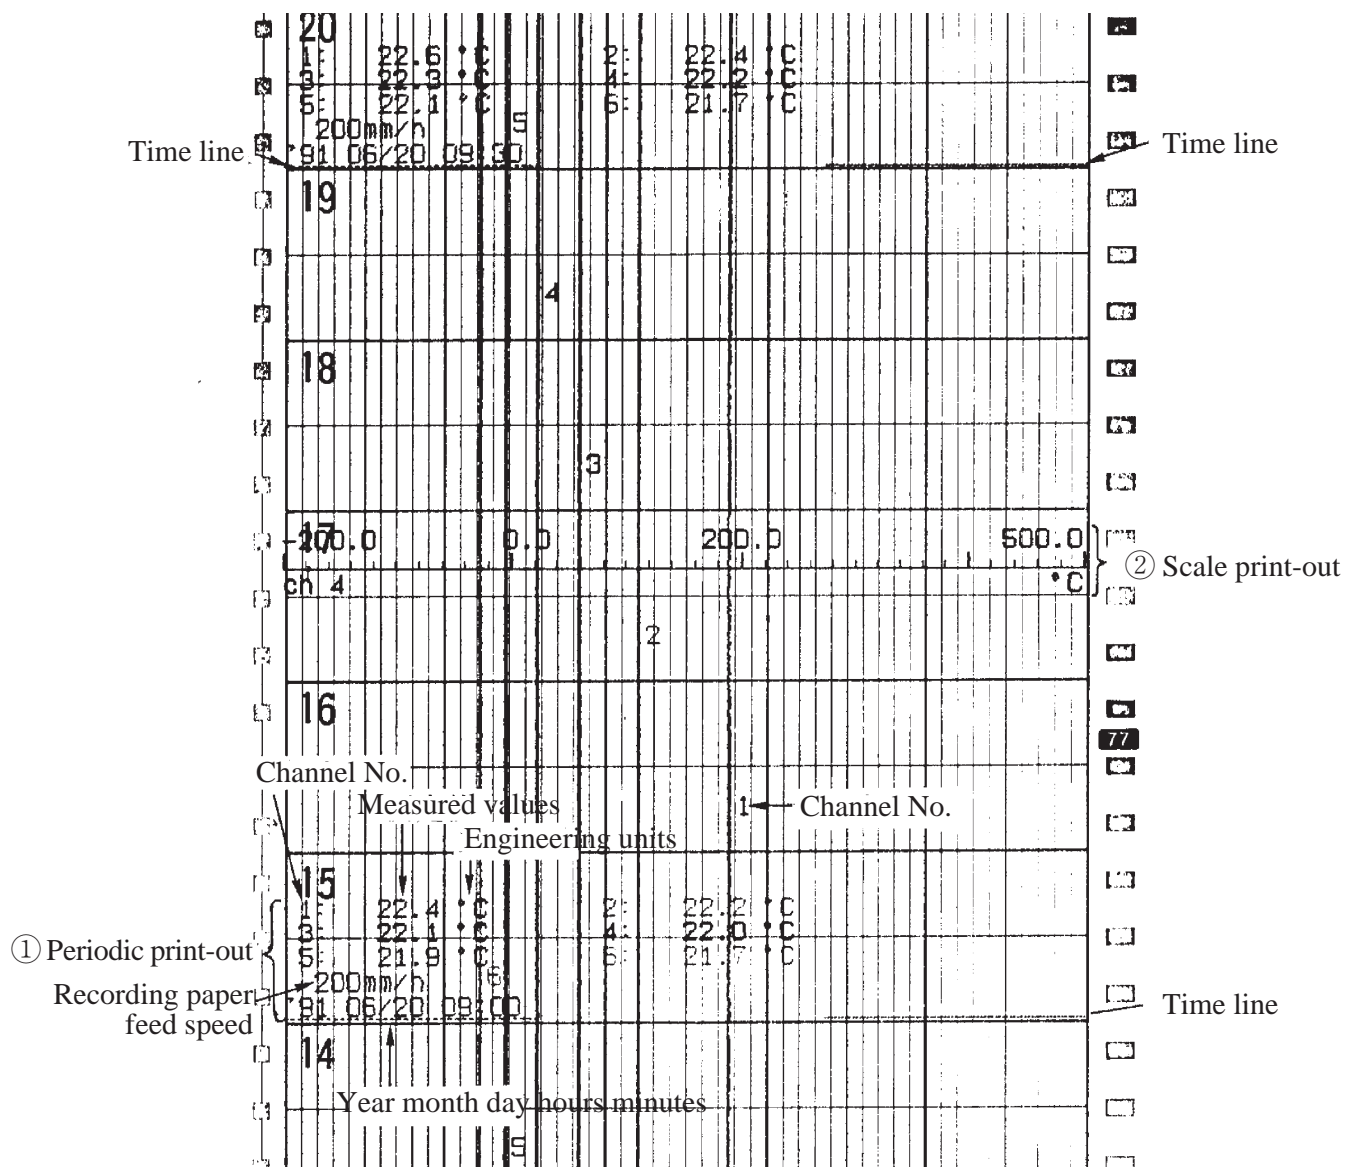 20
1: 22.6 °C 2: 22.4 °C
3: 22.3 °C 4: 22.2 °C
5: 22.1 °C 6: 21.7 °C
200mm/h 5
'91 06/20 09:30
Time line
Time line
19
4
18
3
17
-200.0 0.0 200.0 500.0
ch 4 °C
② Scale print-out
2
16
77
Channel No.
Measured values
1
Channel No.
Engineering units
15
1: 22.4 °C 2: 22.2 °C
3: 22.1 °C 4: 22.0 °C
① Periodic print-out
5: 21.9 °C 6: 21.7 °C
200mm/h 6
Recording paper
feed speed
'91 06/20 09:00
Time line
14
Year month day hours minutes
5